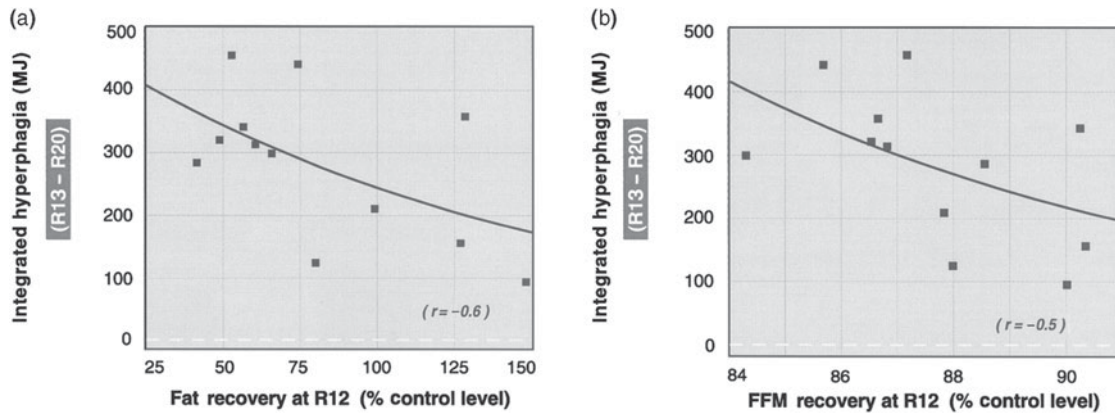 (a)
Integrated hyperphagia (MJ)
(R13 – R20)
500
400
300
200
100
0
25
50
75
100
125
150
Fat recovery at R12 (% control level)
( r = –0.6 )
(b)
Integrated hyperphagia (MJ)
(R13 – R20)
500
400
300
200
100
0
84
86
88
90
FFM recovery at R12 (% control level)
( r = –0.5 )